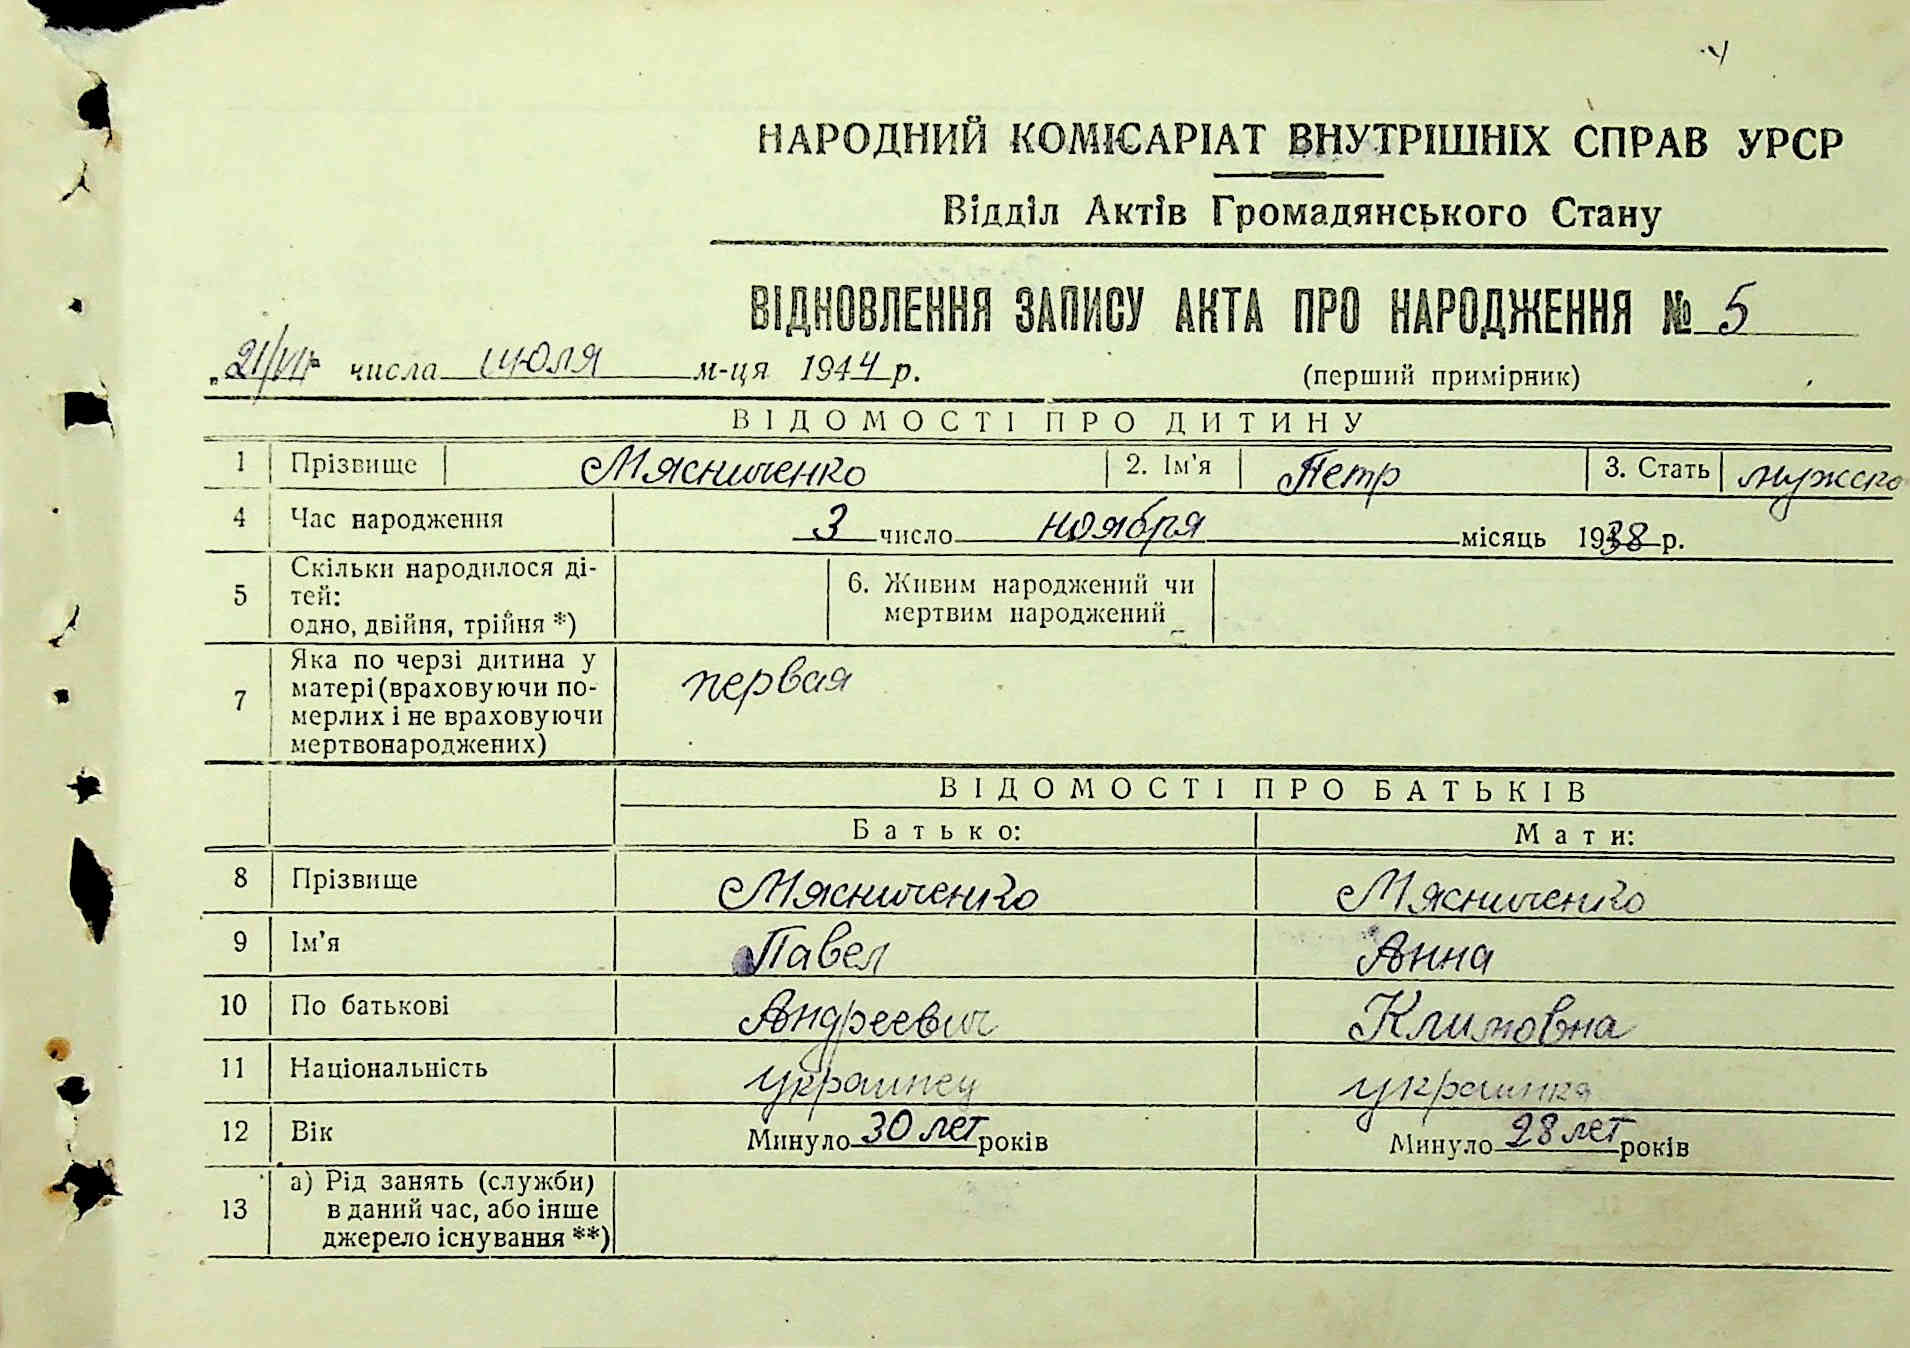 НАРОДНИЙ КОМІСАРІАТ ВНУТРІШНІХ СПРАВ УРСР
Відділ Актів Громадянського Стану
ВІДНОВЛЕННЯ ЗАПИСУ АКТА ПРО НАРОДЖЕННЯ № 5
„21/VII" числа июля м-ця 1944 р. (перший примірник)
ВІДОМОСТІ ПРО ДИТИНУ
1 Прізвище Мясниченко 2. Ім'я Петр 3. Стать мужско
4 Час народження 3 число ноября місяць 1938 р.
5 Скільки народилося ді-
тей:
одно, двійня, трійня *)
6. Живим народжений чи
мертвим народжений
7 Яка по черзі дитина у
матері (враховуючи по-
мерлих і не враховуючи
мертвонароджених)
первая
ВІДОМОСТІ ПРО БАТЬКІВ
Батько: Мати:
8 Прізвище Мясниченко Мясниченко
9 Ім'я Павел Анна
10 По батькові Андреевич Климовна
11 Національність украинец украинка
12 Вік Минуло 30 лет років Минуло 28 лет років
13 а) Рід занять (служби)
в даний час, або інше
джерело існування **)